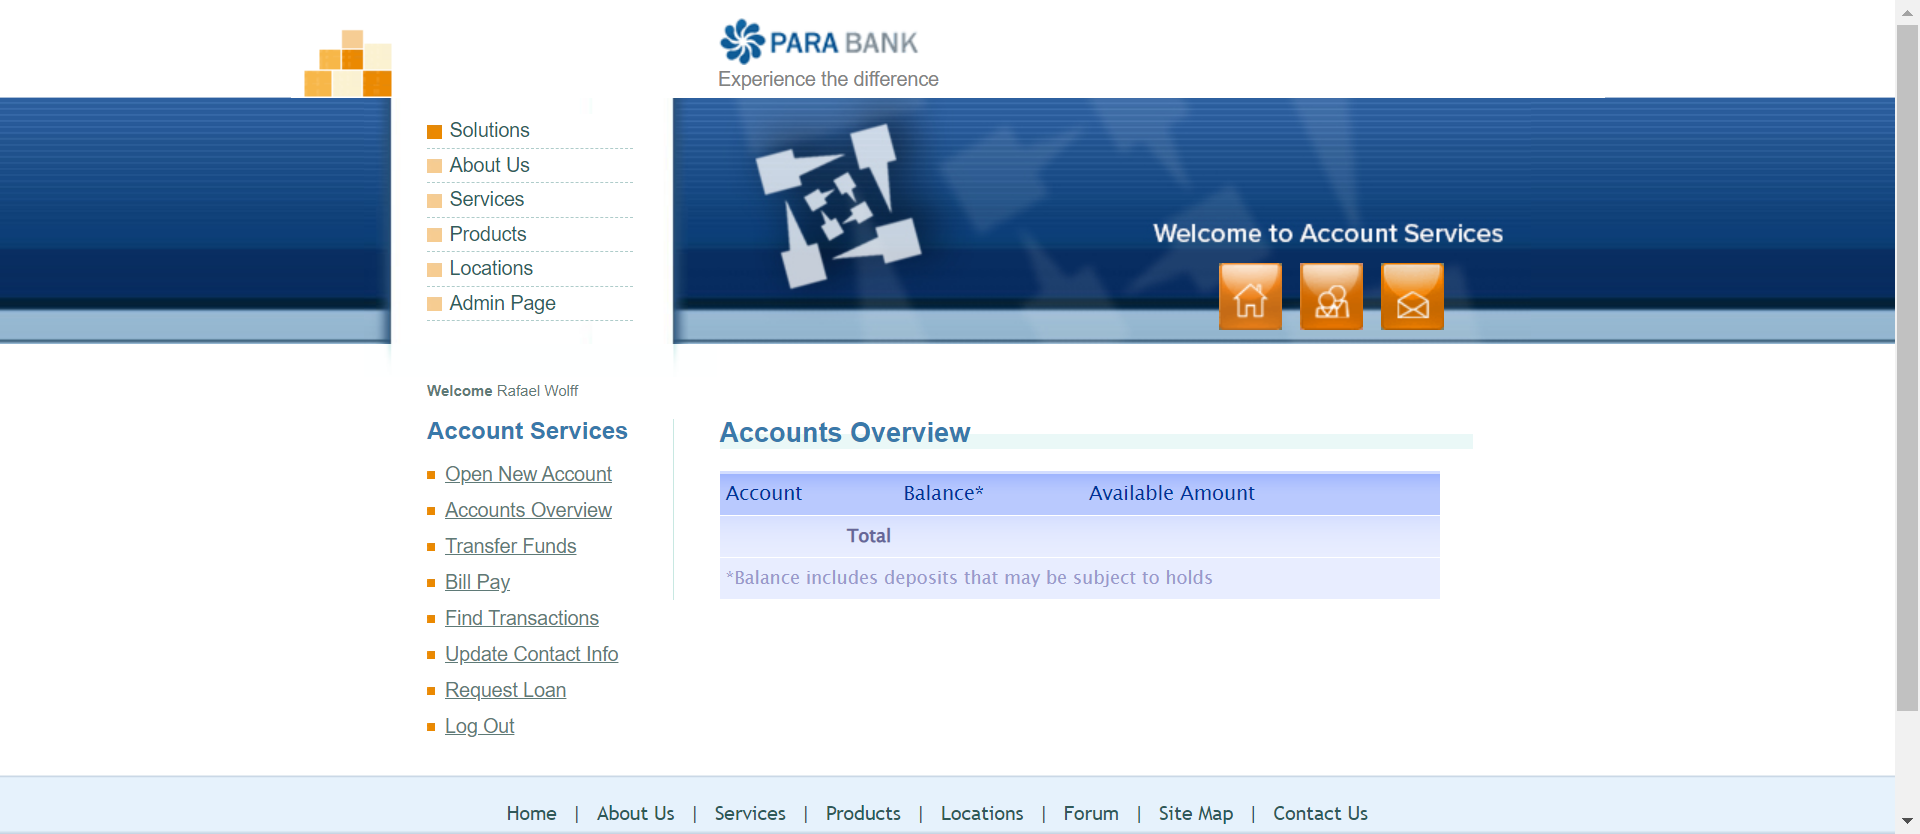 PARA BANK
Experience the difference
Solutions
About Us
Services
Products
Locations
Admin Page
Welcome to Account Services
Welcome Rafael Wolff
Account Services
Open New Account
Accounts Overview
Transfer Funds
Bill Pay
Find Transactions
Update Contact Info
Request Loan
Log Out
Accounts Overview
Account Balance* Available Amount
Total
*Balance includes deposits that may be subject to holds
Home | About Us | Services | Products | Locations | Forum | Site Map | Contact Us